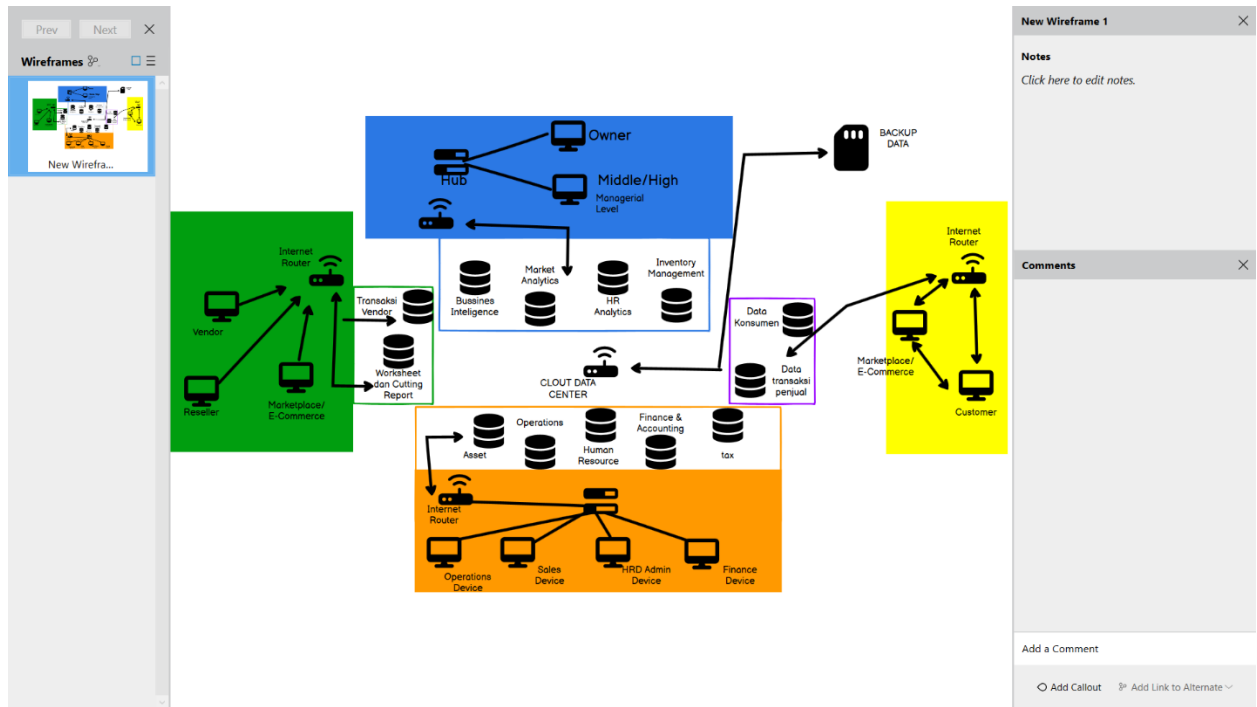 Prev Next
Wireframes
New Wirefra...
Owner
Hub
Middle/High
Managerial
Level
BACKUP
DATA
Internet
Router
Vendor
Reseller
Marketplace/
E-Commerce
Transaksi
Vendor
Worksheet
dan Cutting
Report
Bussines
Inteligence
Market
Analytics
HR
Analytics
Inventory
Management
CLOUT DATA
CENTER
Data
Konsumen
Data
transaksi
penjual
Internet
Router
Marketplace/
E-Commerce
Customer
Asset
Operations
Human
Resource
Finance &
Accounting
tax
Internet
Router
Operations
Device
Sales
Device
HRD Admin
Device
Finance
Device
New Wireframe 1
Notes
Click here to edit notes.
Comments
Add a Comment
Add Callout
Add Link to Alternate